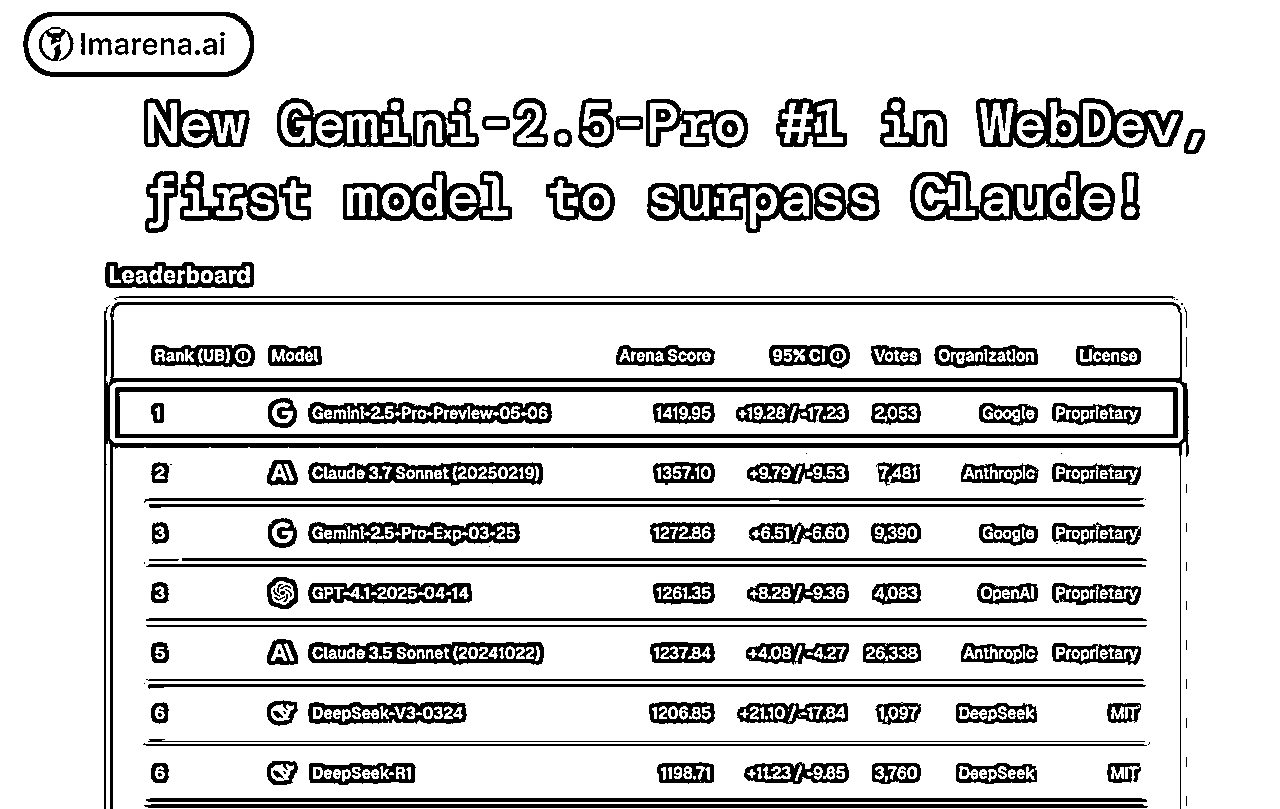 lmarena.ai
New Gemini-2.5-Pro #1 in WebDev,
first model to surpass Claude!
Leaderboard
Rank (UB) Model Arena Score 95% CI Votes Organization License
1 Gemini-2.5-Pro-Preview-05-06 1419.95 +19.28 / -17.23 2,053 Google Proprietary
2 Claude 3.7 Sonnet (20250219) 1357.10 +9.79 / -9.53 7,481 Anthropic Proprietary
3 Gemini-2.5-Pro-Exp-03-25 1272.86 +6.51 / -6.60 9,390 Google Proprietary
3 GPT-4.1-2025-04-14 1261.35 +8.28 / -9.36 4,083 OpenAI Proprietary
5 Claude 3.5 Sonnet (20241022) 1237.84 +4.08 / -4.27 26,338 Anthropic Proprietary
6 DeepSeek-V3-0324 1206.85 +21.10 / -17.84 1,097 DeepSeek MIT
6 DeepSeek-R1 1198.71 +11.23 / -9.85 3,760 DeepSeek MIT